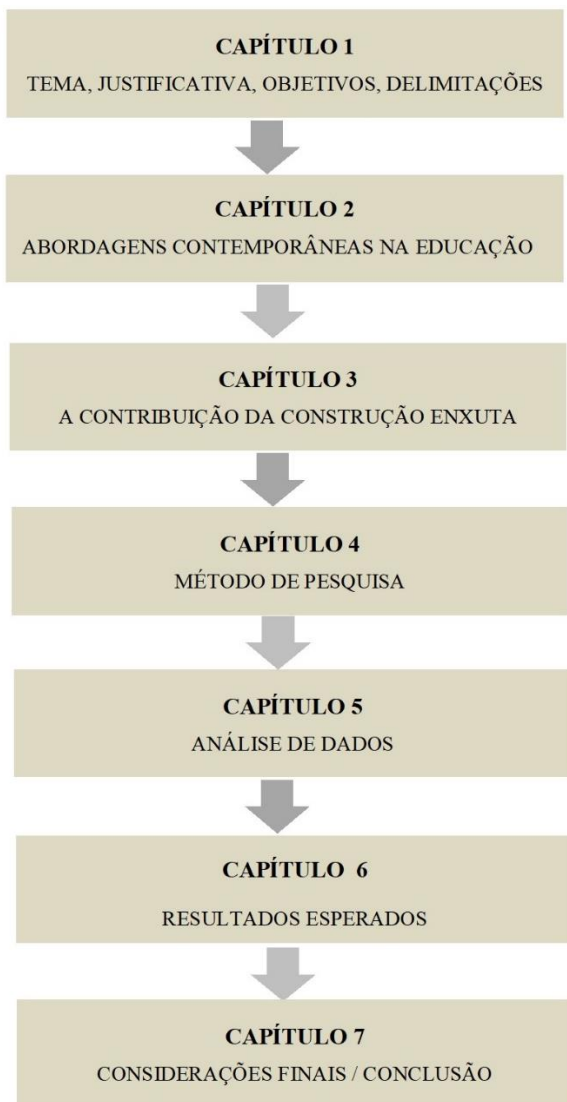 CAPÍTULO 1
TEMA, JUSTIFICATIVA, OBJETIVOS, DELIMITAÇÕES
CAPÍTULO 2
ABORDAGENS CONTEMPORÂNEAS NA EDUCAÇÃO
CAPÍTULO 3
A CONTRIBUIÇÃO DA CONSTRUÇÃO ENXUTA
CAPÍTULO 4
MÉTODO DE PESQUISA
CAPÍTULO 5
ANÁLISE DE DADOS
CAPÍTULO 6
RESULTADOS ESPERADOS
CAPÍTULO 7
CONSIDERAÇÕES FINAIS / CONCLUSÃO